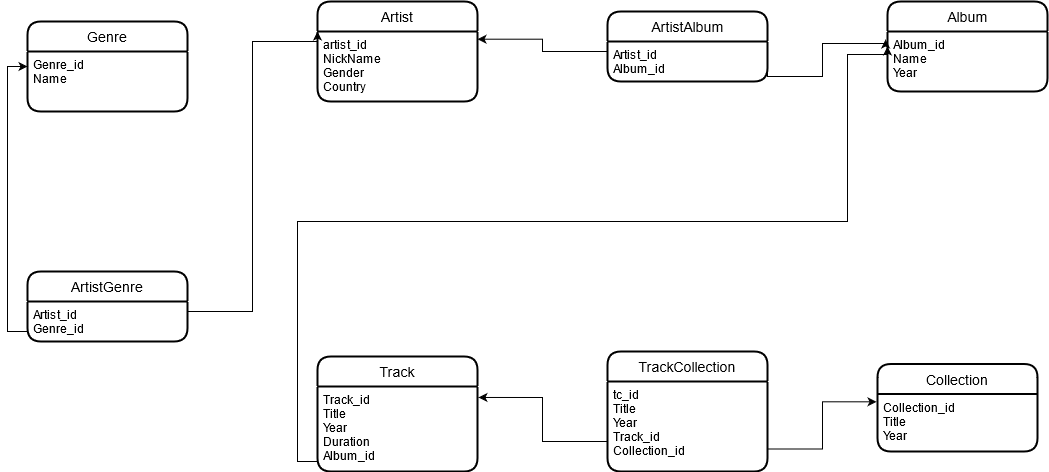 Genre
Genre_id
Name
Artist
artist_id
NickName
Gender
Country
ArtistAlbum
Artist_id
Album_id
Album
Album_id
Name
Year
ArtistGenre
Artist_id
Genre_id
Track
Track_id
Title
Year
Duration
Album_id
TrackCollection
tc_id
Title
Year
Track_id
Collection_id
Collection
Collection_id
Title
Year